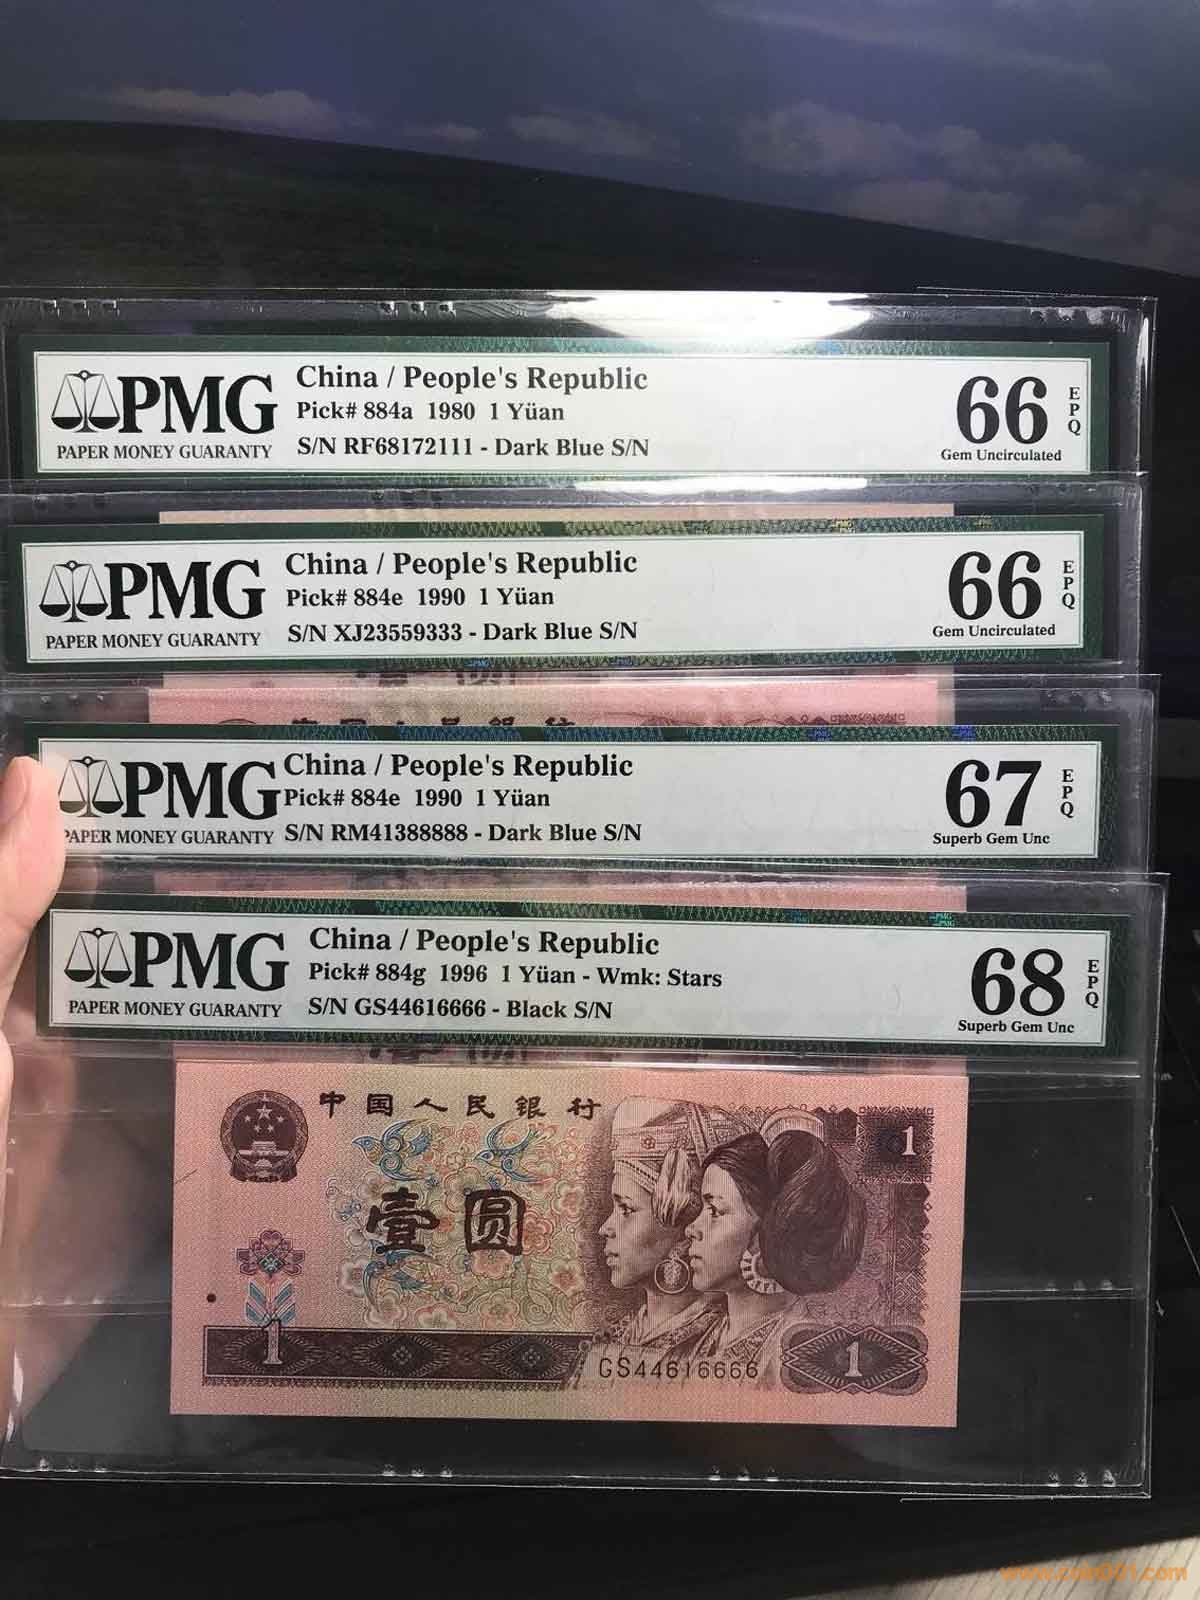 PMG
PAPER MONEY GUARANTY
China / People's Republic
Pick# 884a 1980 1 Yüan
S/N RF68172111 - Dark Blue S/N
66 EPQ
Gem Uncirculated
PMG
PAPER MONEY GUARANTY
China / People's Republic
Pick# 884e 1990 1 Yüan
S/N XJ23559333 - Dark Blue S/N
66 EPQ
Gem Uncirculated
PMG
PAPER MONEY GUARANTY
China / People's Republic
Pick# 884e 1990 1 Yüan
S/N RM41388888 - Dark Blue S/N
67 EPQ
Superb Gem Unc
PMG
PAPER MONEY GUARANTY
China / People's Republic
Pick# 884g 1996 1 Yüan - Wmk: Stars
S/N GS44616666 - Black S/N
68 EPQ
Superb Gem Unc
中国人民银行
1
壹圆
1
GS44616666
1